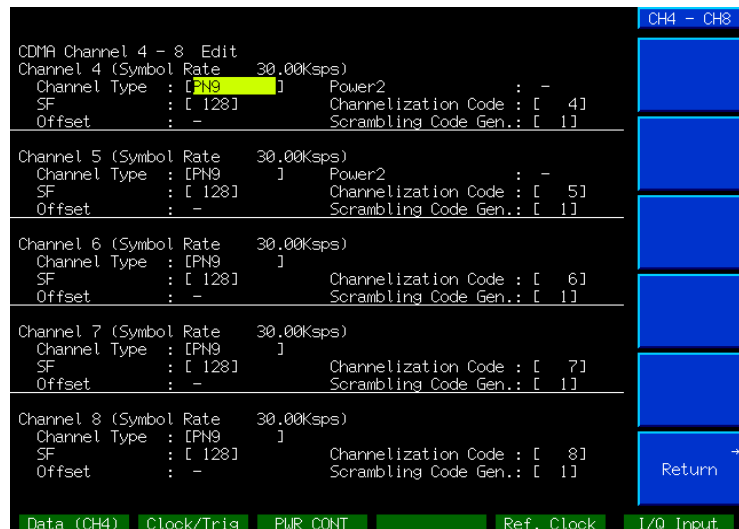 CH4 - CH8
CDMA Channel 4 - 8 Edit
Channel 4 (Symbol Rate 30.00Ksps)
Channel Type : [PN9 ] Power2 : -
SF : [ 128] Channelization Code : [ 4]
Offset : - Scrambling Code Gen.: [ 1]
Channel 5 (Symbol Rate 30.00Ksps)
Channel Type : [PN9 ] Power2 : -
SF : [ 128] Channelization Code : [ 5]
Offset : - Scrambling Code Gen.: [ 1]
Channel 6 (Symbol Rate 30.00Ksps)
Channel Type : [PN9 ]
SF : [ 128] Channelization Code : [ 6]
Offset : - Scrambling Code Gen.: [ 1]
Channel 7 (Symbol Rate 30.00Ksps)
Channel Type : [PN9 ]
SF : [ 128] Channelization Code : [ 7]
Offset : - Scrambling Code Gen.: [ 1]
Channel 8 (Symbol Rate 30.00Ksps)
Channel Type : [PN9 ]
SF : [ 128] Channelization Code : [ 8]
Offset : - Scrambling Code Gen.: [ 1]
→
Return
Data (CH4) Clock/Trig PWR CONT Ref. Clock I/Q Input